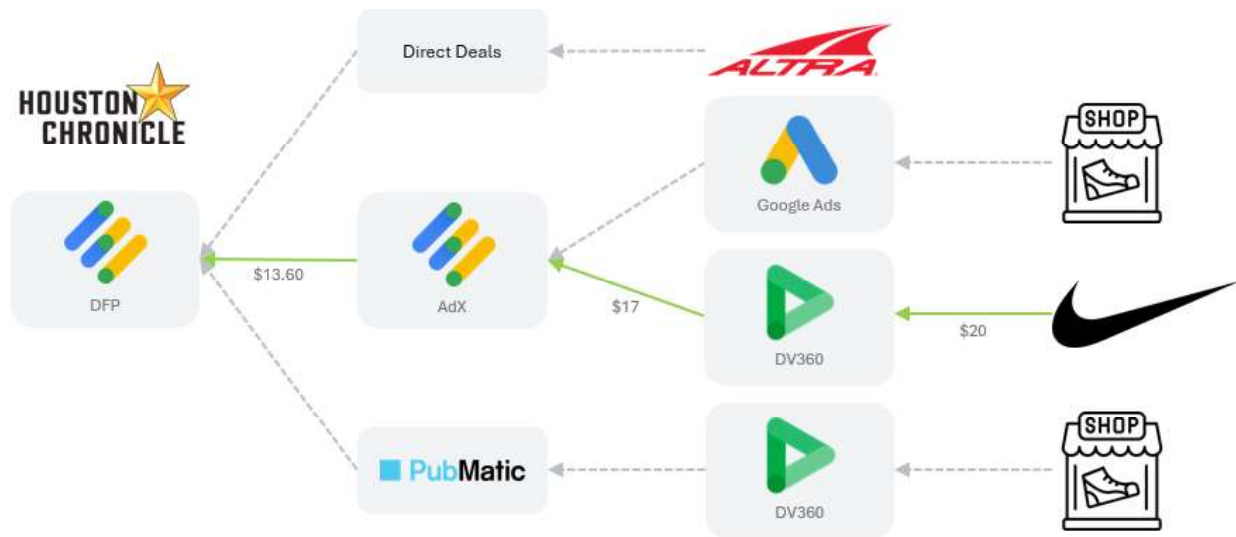 Direct Deals
ALTRA
HOUSTON
CHRONICLE
SHOP
Google Ads
DFP
$13.60
AdX
$17
DV360
$20
PubMatic
DV360
SHOP